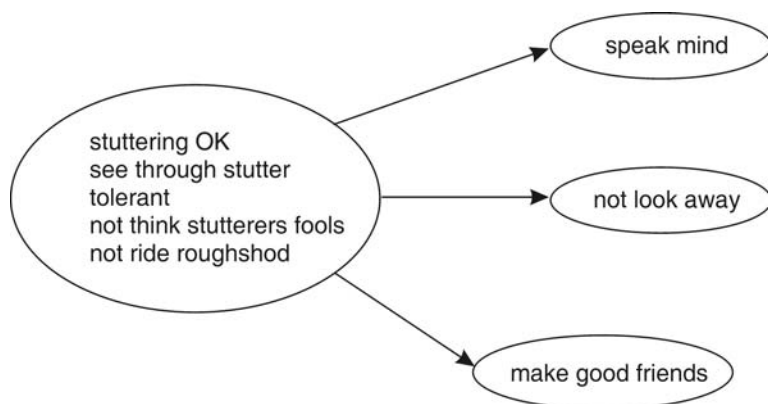 speak mind
stuttering OK
see through stutter
tolerant
not think stutterers fools
not ride roughshod
not look away
make good friends